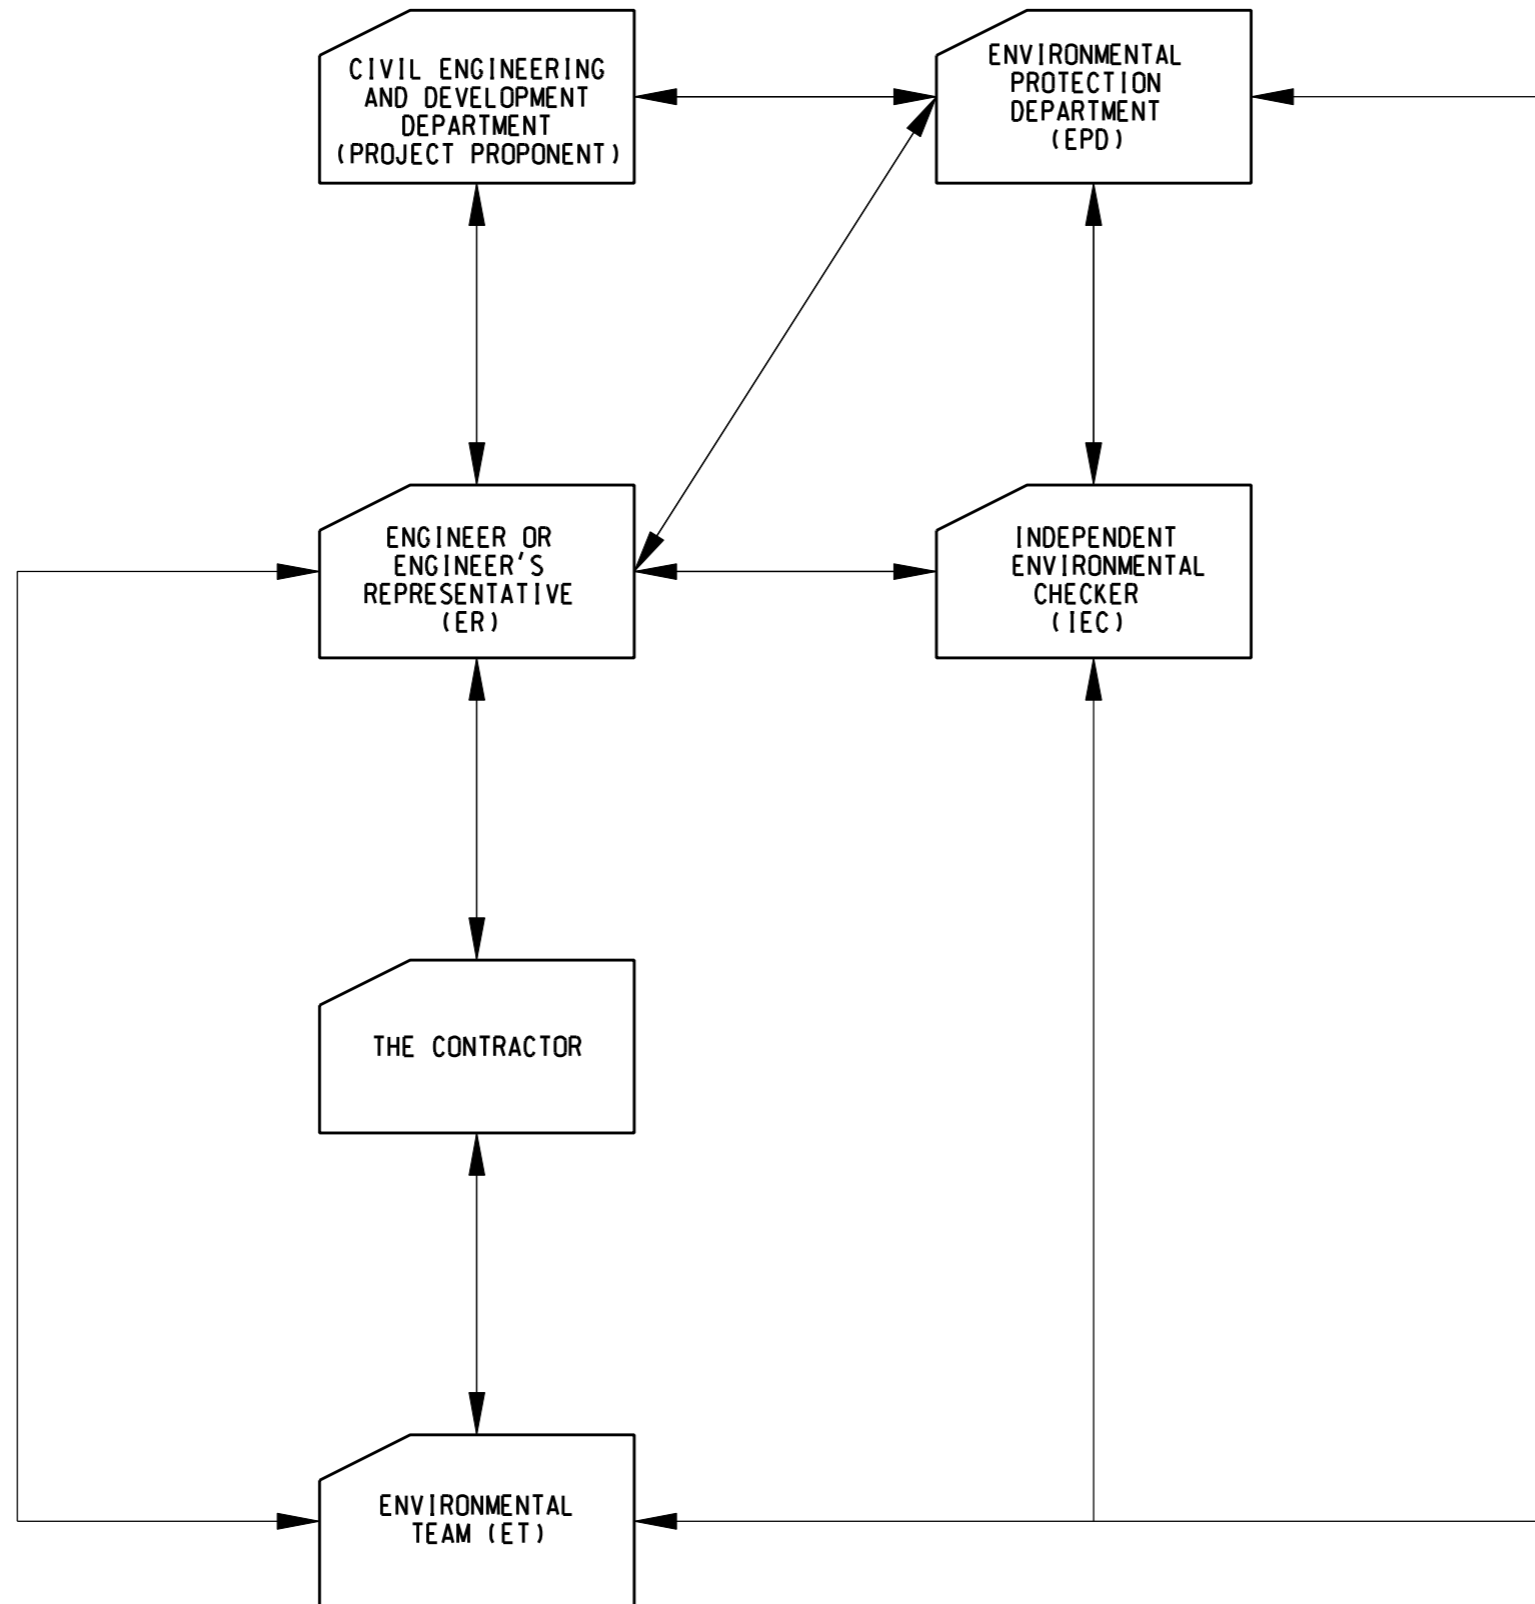 CIVIL ENGINEERING
AND DEVELOPMENT
DEPARTMENT
(PROJECT PROPONENT)
ENVIRONMENTAL
PROTECTION
DEPARTMENT
(EPD)
ENGINEER OR
ENGINEER'S
REPRESENTATIVE
(ER)
INDEPENDENT
ENVIRONMENTAL
CHECKER
(IEC)
THE CONTRACTOR
ENVIRONMENTAL
TEAM (ET)